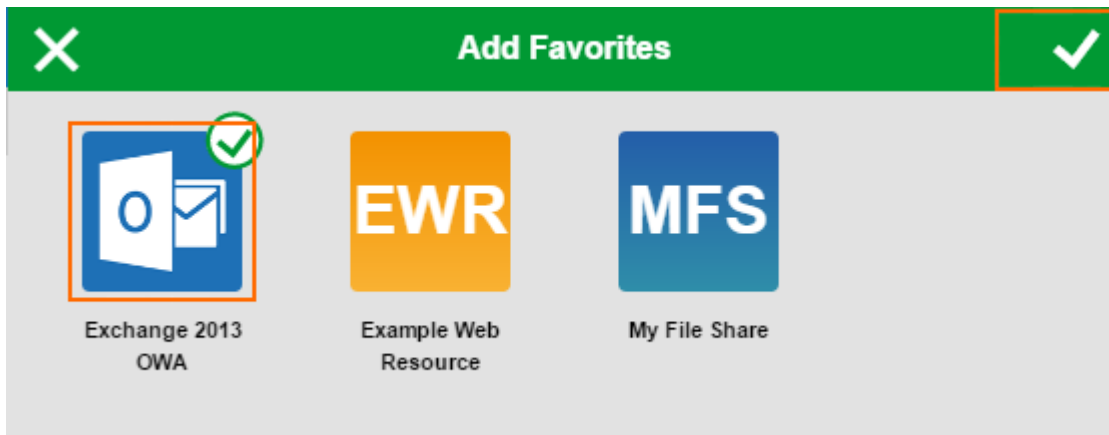 Add Favorites
O
EWR
MFS
Exchange 2013
OWA
Example Web
Resource
My File Share